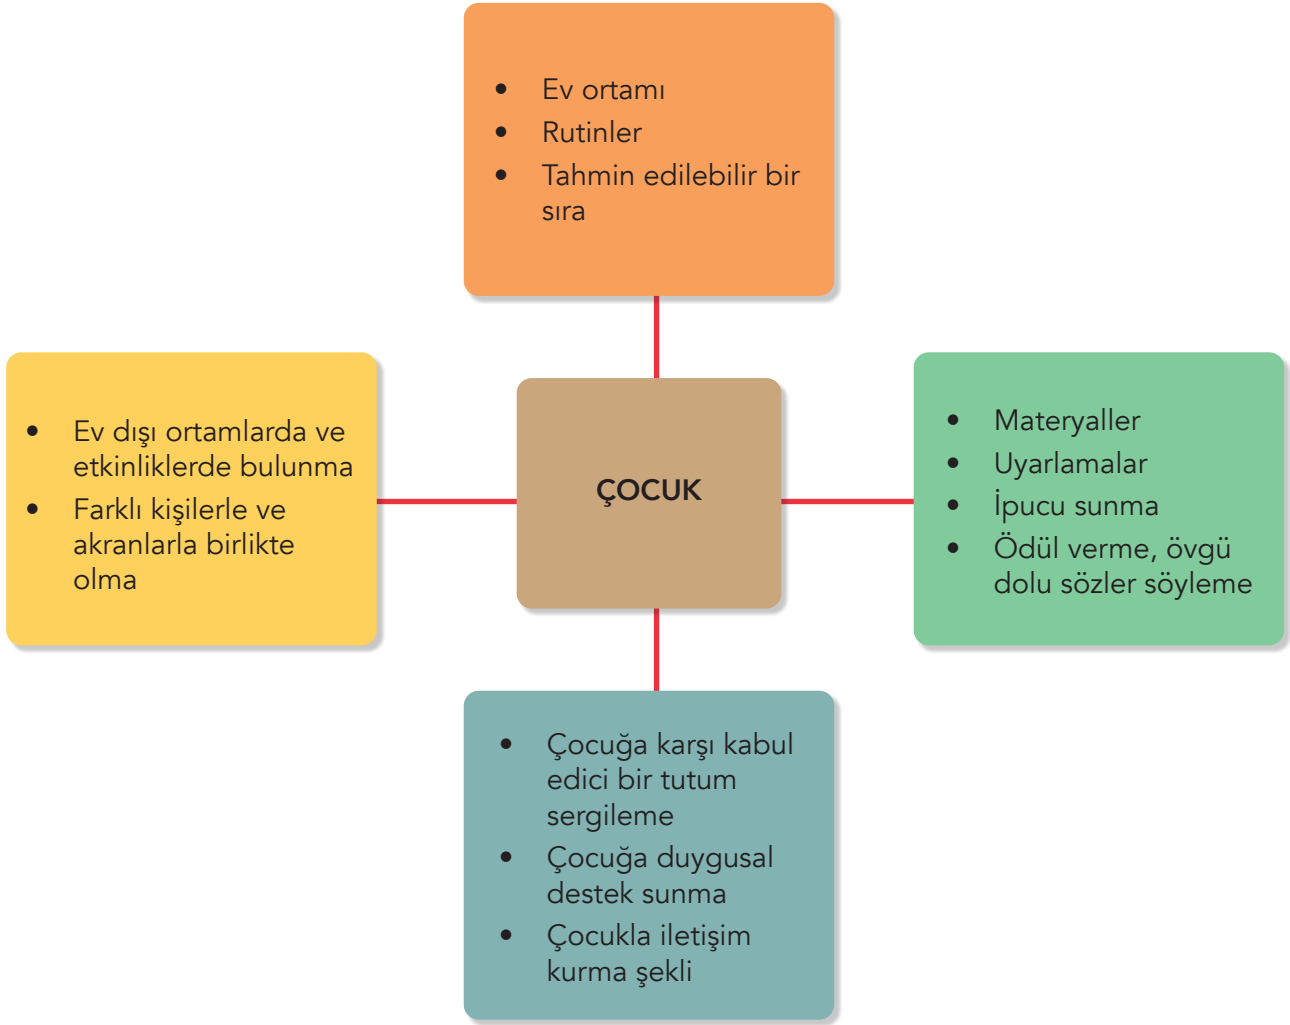 • Ev ortamı
• Rutinler
• Tahmin edilebilir bir
sıra
• Ev dışı ortamlarda ve
etkinliklerde bulunma
• Farklı kişilerle ve
akranlarla birlikte
olma
ÇOCUK
• Materyaller
• Uyarlamalar
• İpucu sunma
• Ödül verme, övgü
dolu sözler söyleme
• Çocuğa karşı kabul
edici bir tutum
sergileme
• Çocuğa duygusal
destek sunma
• Çocukla iletişim
kurma şekli